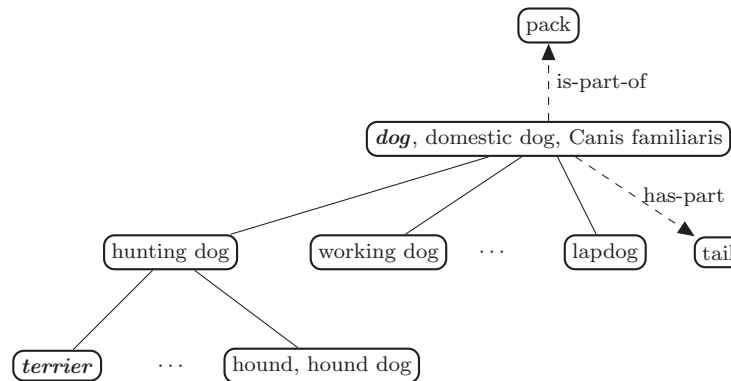 pack
is-part-of
dog, domestic dog, Canis familiaris
has-part
hunting dog
working dog
···
lapdog
tail
terrier
···
hound, hound dog